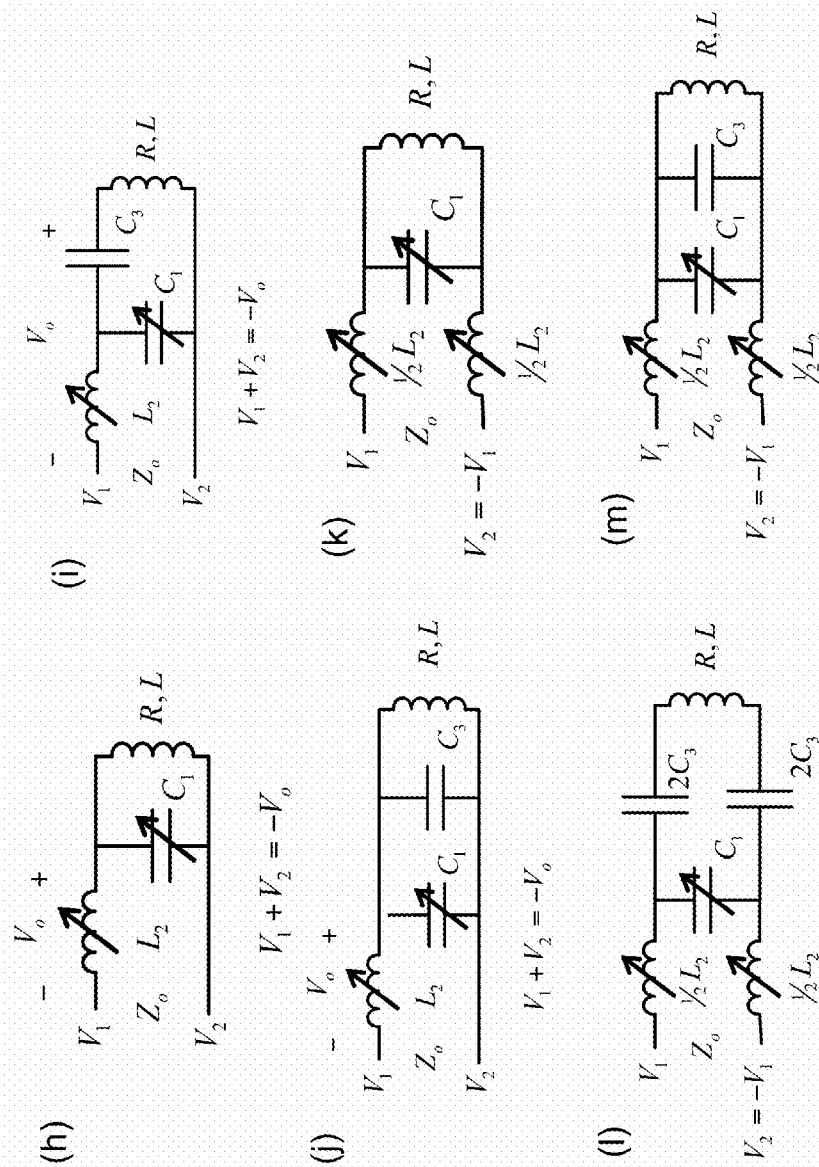 (h)
− V_o +
V_1
Z_o L_2 C_1 R, L
V_2
V_1 + V_2 = −V_o
(i)
− V_o +
V_1
Z_o L_2 C_1 C_3 R, L
V_2
V_1 + V_2 = −V_o
(j)
− V_o +
V_1
Z_o L_2 C_1 C_3 R, L
V_2
V_1 + V_2 = −V_o
(k)
V_1
½L_2 C_1 R, L
Z_o
V_2 = −V_1
½L_2
(l)
V_1
½L_2 C_1 2C_3 R, L
Z_o
V_2 = −V_1
½L_2 2C_3
(m)
V_1
½L_2 C_1 C_3 R, L
Z_o
V_2 = −V_1
½L_2